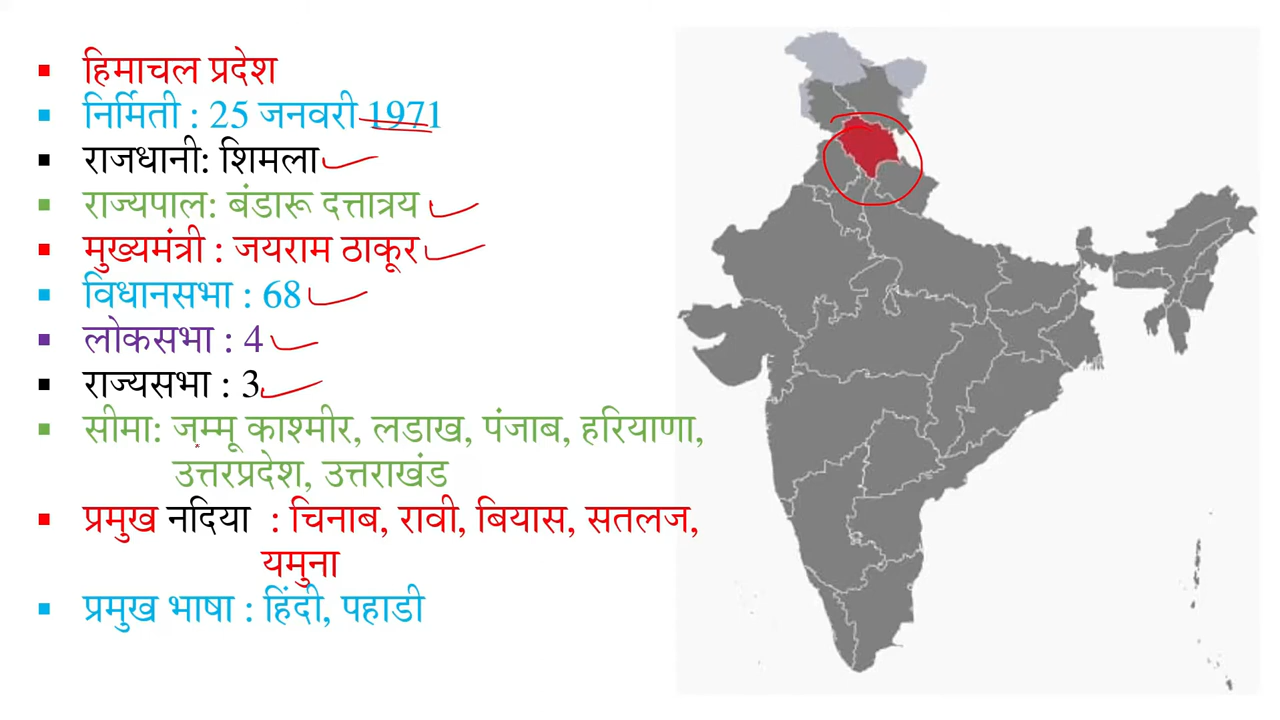 हिमाचल प्रदेश
निर्मिती : 25 जनवरी 1971
राजधानी: शिमला
राज्यपाल: बंडारू दत्तात्रय
मुख्यमंत्री : जयराम ठाकूर
विधानसभा : 68
लोकसभा : 4
राज्यसभा : 3
सीमा: जम्मू काश्मीर, लडाख, पंजाब, हरियाणा,
उत्तरप्रदेश, उत्तराखंड
प्रमुख नदिया : चिनाब, रावी, बियास, सतलज,
यमुना
प्रमुख भाषा : हिंदी, पहाडी